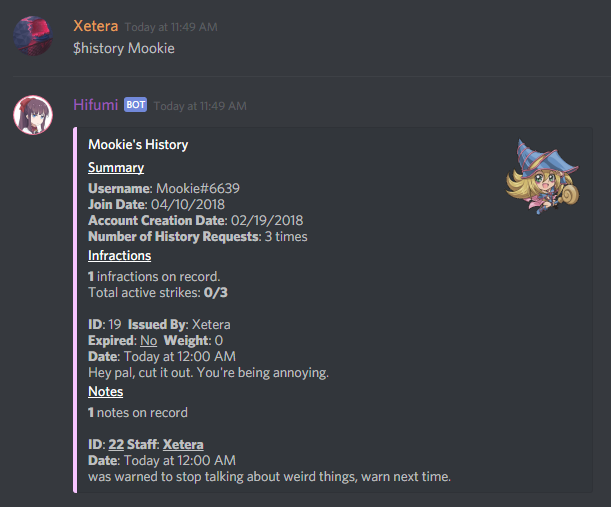 Xetera Today at 11:49 AM
$history Mookie
Hifumi BOT Today at 11:49 AM
Mookie's History
Summary
Username: Mookie#6639
Join Date: 04/10/2018
Account Creation Date: 02/19/2018
Number of History Requests: 3 times
Infractions
1 infractions on record.
Total active strikes: 0/3
ID: 19 Issued By: Xetera
Expired: No Weight: 0
Date: Today at 12:00 AM
Hey pal, cut it out. You're being annoying.
Notes
1 notes on record
ID: 22 Staff: Xetera
Date: Today at 12:00 AM
was warned to stop talking about weird things, warn next time.